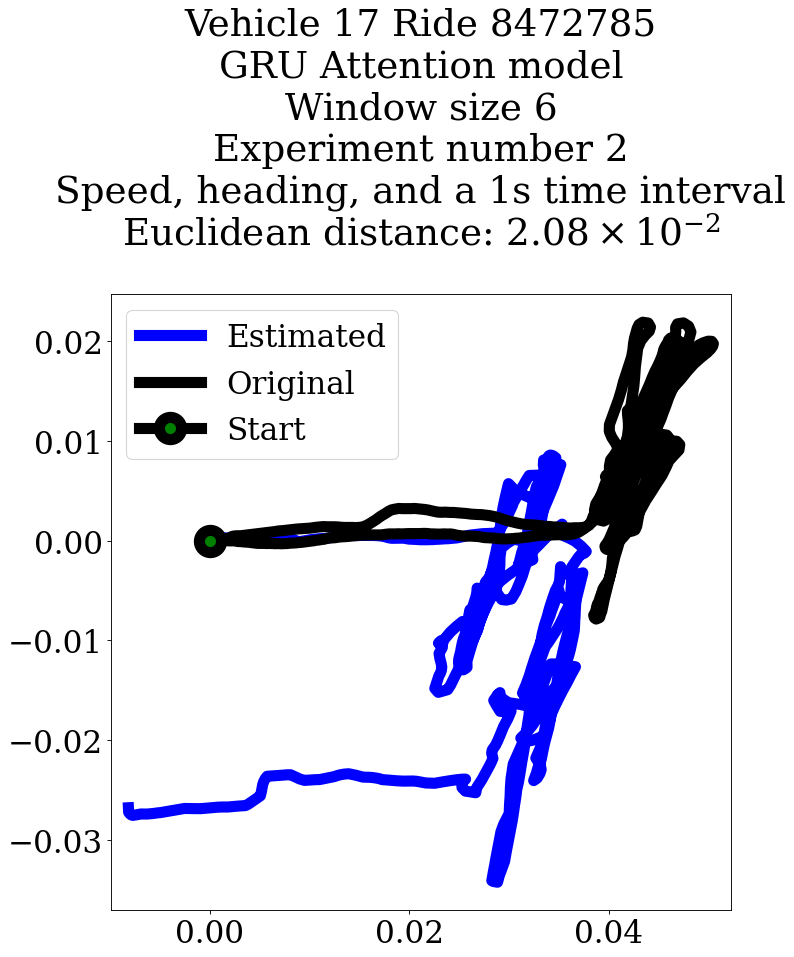 Vehicle 17 Ride 8472785
GRU Attention model
Window size 6
Experiment number 2
Speed, heading, and a 1s time interval
Euclidean distance: 2.08 × 10⁻²
Estimated
Original
Start
0.02
0.01
0.00
−0.01
−0.02
−0.03
0.00 0.02 0.04